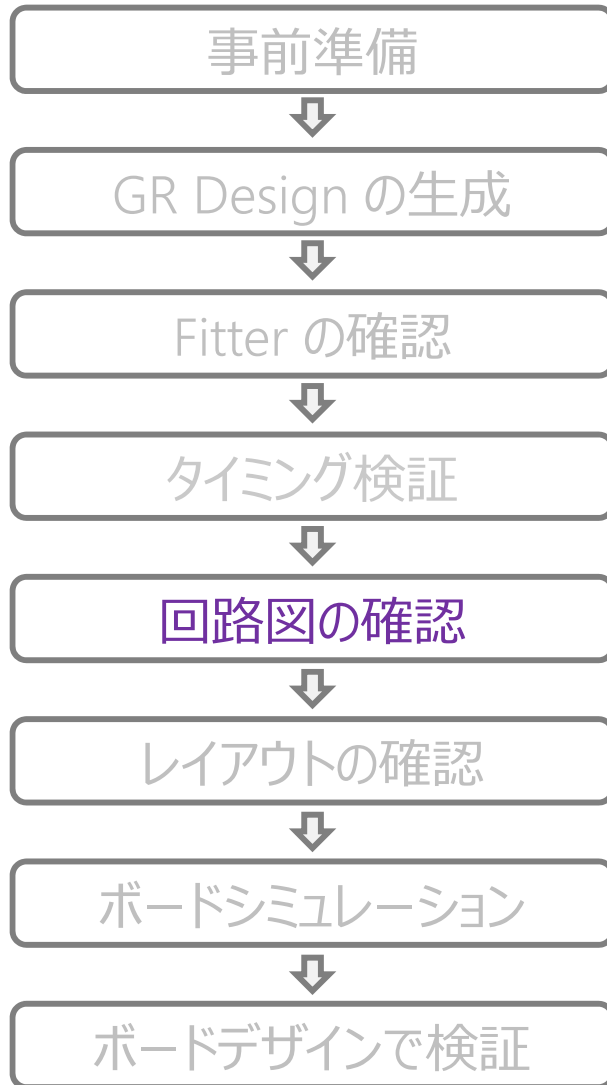 事前準備
GR Design の生成
Fitter の確認
タイミング検証
回路図の確認
レイアウトの確認
ボードシミュレーション
ボードデザインで検証